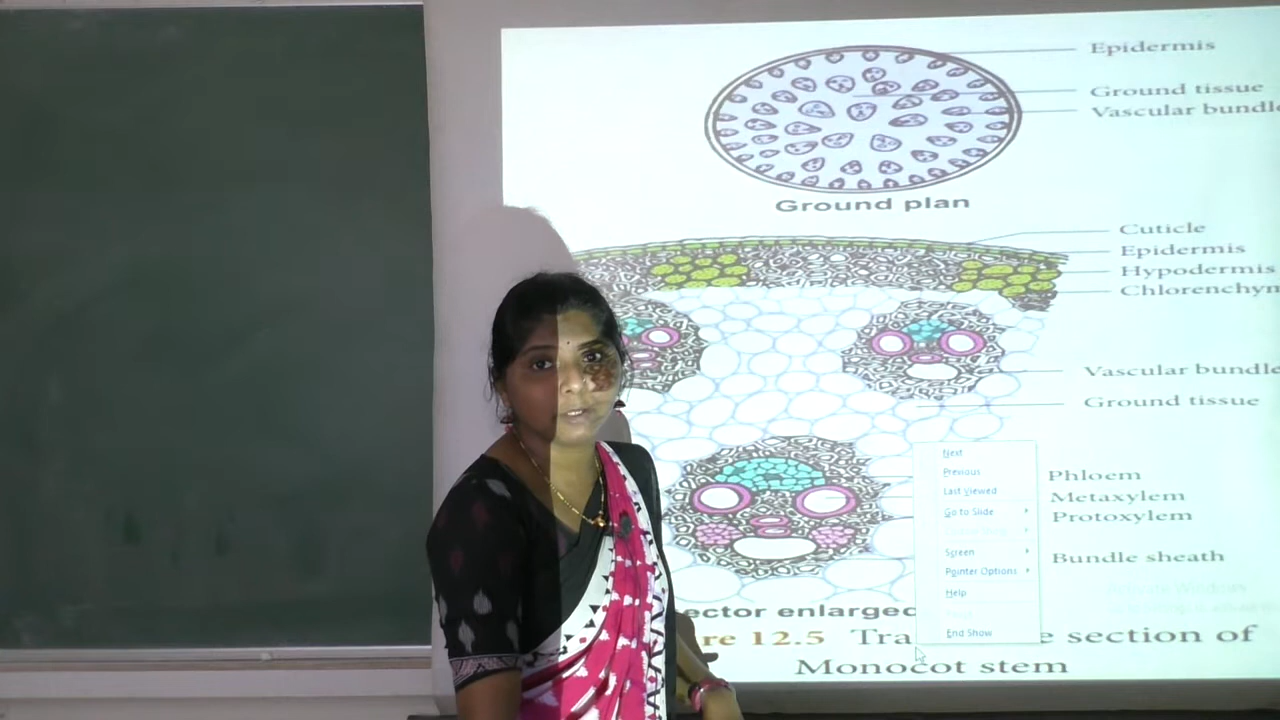 Epidermis
Ground tissue
Vascular bundle
Ground plan
Cuticle
Epidermis
Hypodermis
Chlorenchym
Vascular bundle
Ground tissue
Next
Previous
Last Viewed
Go to Slide
Screen
Pointer Options
Help
End Show
Phloem
Metaxylem
Protoxylem
Bundle sheath
ector enlarged
re 12.5 Tra e section of
Monocot stem